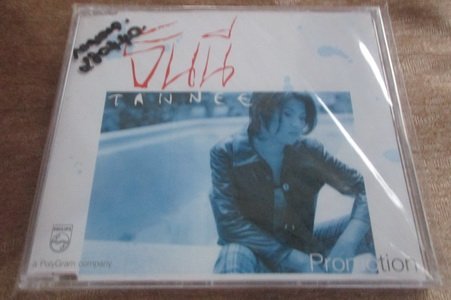 ธันนี
TANNEE
PHILIPS
a PolyGram company
Promotion